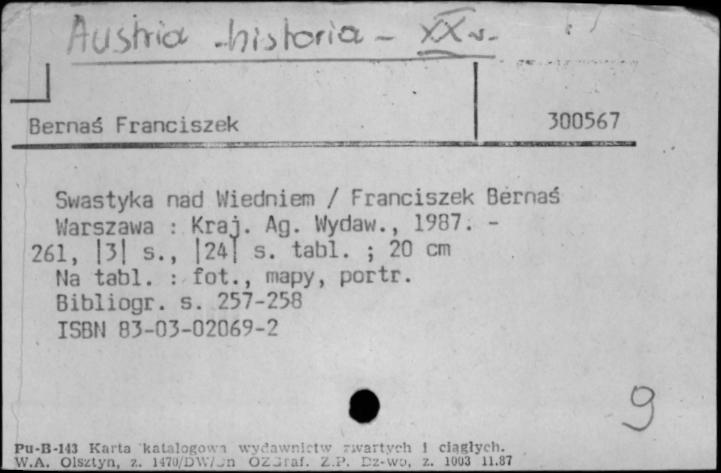 Austria - historia - XX w.
Bernaś Franciszek 300567
Swastyka nad Wiedniem / Franciszek Bernaś
Warszawa : Kraj. Ag. Wydaw., 1987. -
261, |3| s., |24| s. tabl. ; 20 cm
Na tabl. : fot., mapy, portr.
Bibliogr. s. 257-258
ISBN 83-03-02069-2
9
Pu-B-143 Karta katalogowa wydawnictw zwartych i ciągłych.
W.A. Olsztyn, z. 1470/DW/ OZGraf. Z.P. Dz-wo, z. 1003 11.87